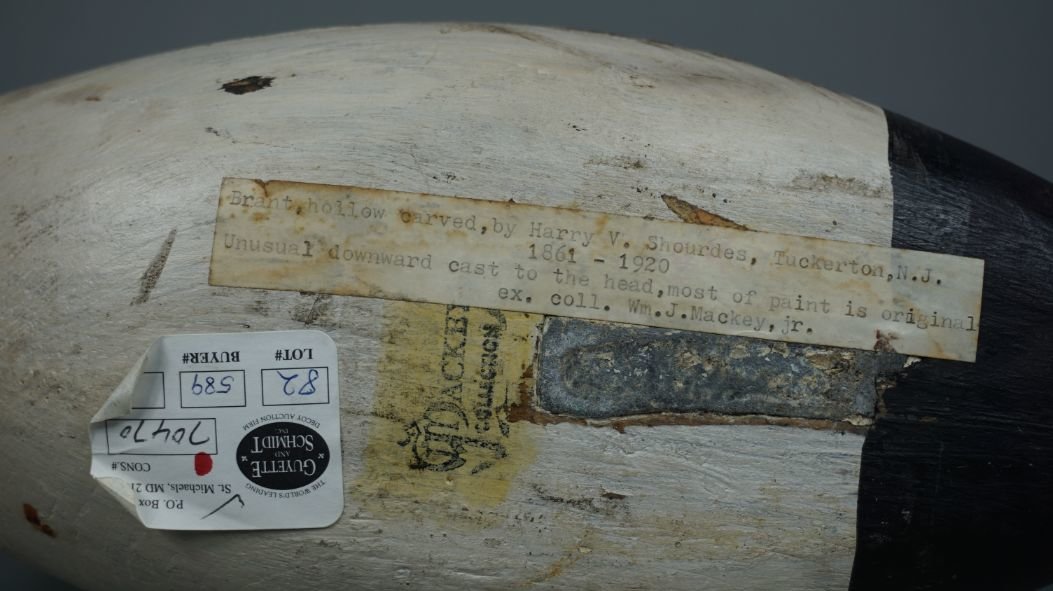 Brant,hollow carved,by Harry V. Shourdes, Tuckerton,N.J.
1861 - 1920
Unusual downward cast to the head,most of paint is original
ex. coll. Wm.J.Mackey,jr.
MACKEY
COLLECTION
THE WORLD'S LEADING
GUYETTE
AND
SCHMIDT
INC.
DECOY AUCTION FIRM
P.O. Box
St. Michaels, MD 21
CONS.#
70470
LOT# BUYER#
82 589